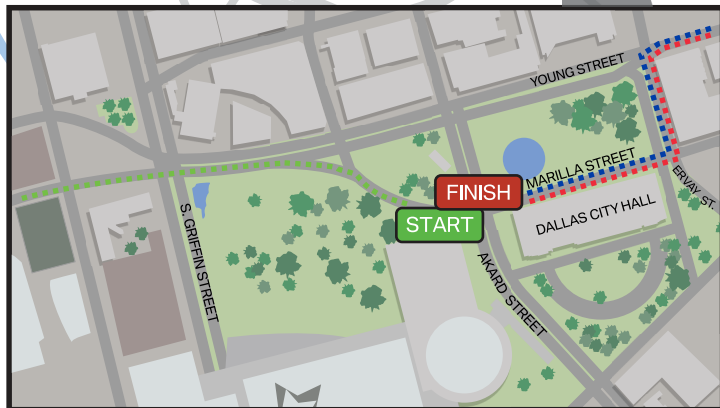 YOUNG STREET
MARILLA STREET
FINISH
START
DALLAS CITY HALL
ERVAY ST.
S. GRIFFIN STREET
AKARD STREET